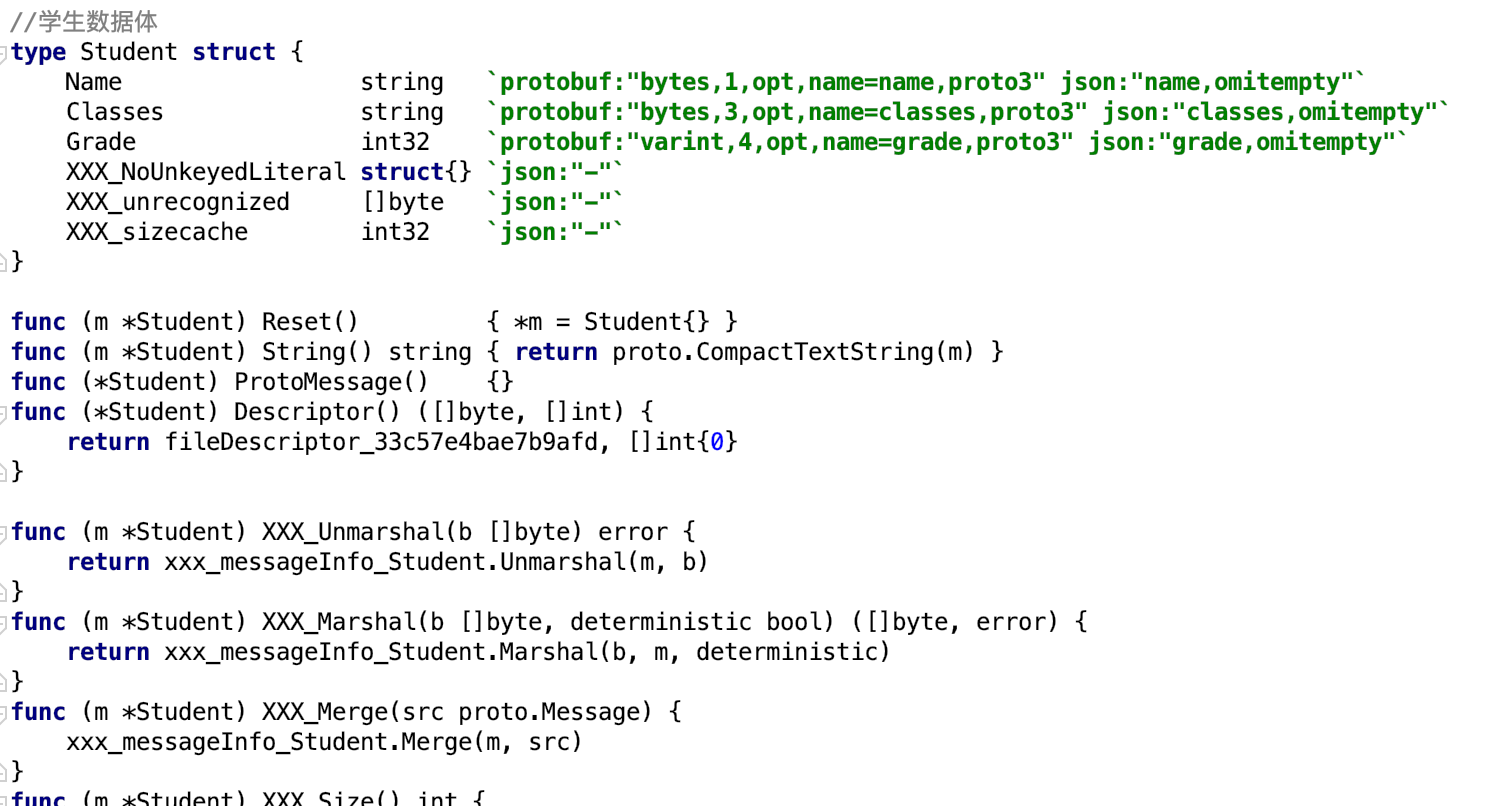 //学生数据体
type Student struct {
    Name                 string   `protobuf:"bytes,1,opt,name=name,proto3" json:"name,omitempty"`
    Classes              string   `protobuf:"bytes,3,opt,name=classes,proto3" json:"classes,omitempty"`
    Grade                int32    `protobuf:"varint,4,opt,name=grade,proto3" json:"grade,omitempty"`
    XXX_NoUnkeyedLiteral struct{} `json:"-"`
    XXX_unrecognized     []byte   `json:"-"`
    XXX_sizecache        int32    `json:"-"`
}
func (m *Student) Reset()         { *m = Student{} }
func (m *Student) String() string { return proto.CompactTextString(m) }
func (*Student) ProtoMessage()    {}
func (*Student) Descriptor() ([]byte, []int) {
    return fileDescriptor_33c57e4bae7b9afd, []int{0}
}
func (m *Student) XXX_Unmarshal(b []byte) error {
    return xxx_messageInfo_Student.Unmarshal(m, b)
}
func (m *Student) XXX_Marshal(b []byte, deterministic bool) ([]byte, error) {
    return xxx_messageInfo_Student.Marshal(b, m, deterministic)
}
func (m *Student) XXX_Merge(src proto.Message) {
    xxx_messageInfo_Student.Merge(m, src)
}
func (m *Student) XXX_Size() int {